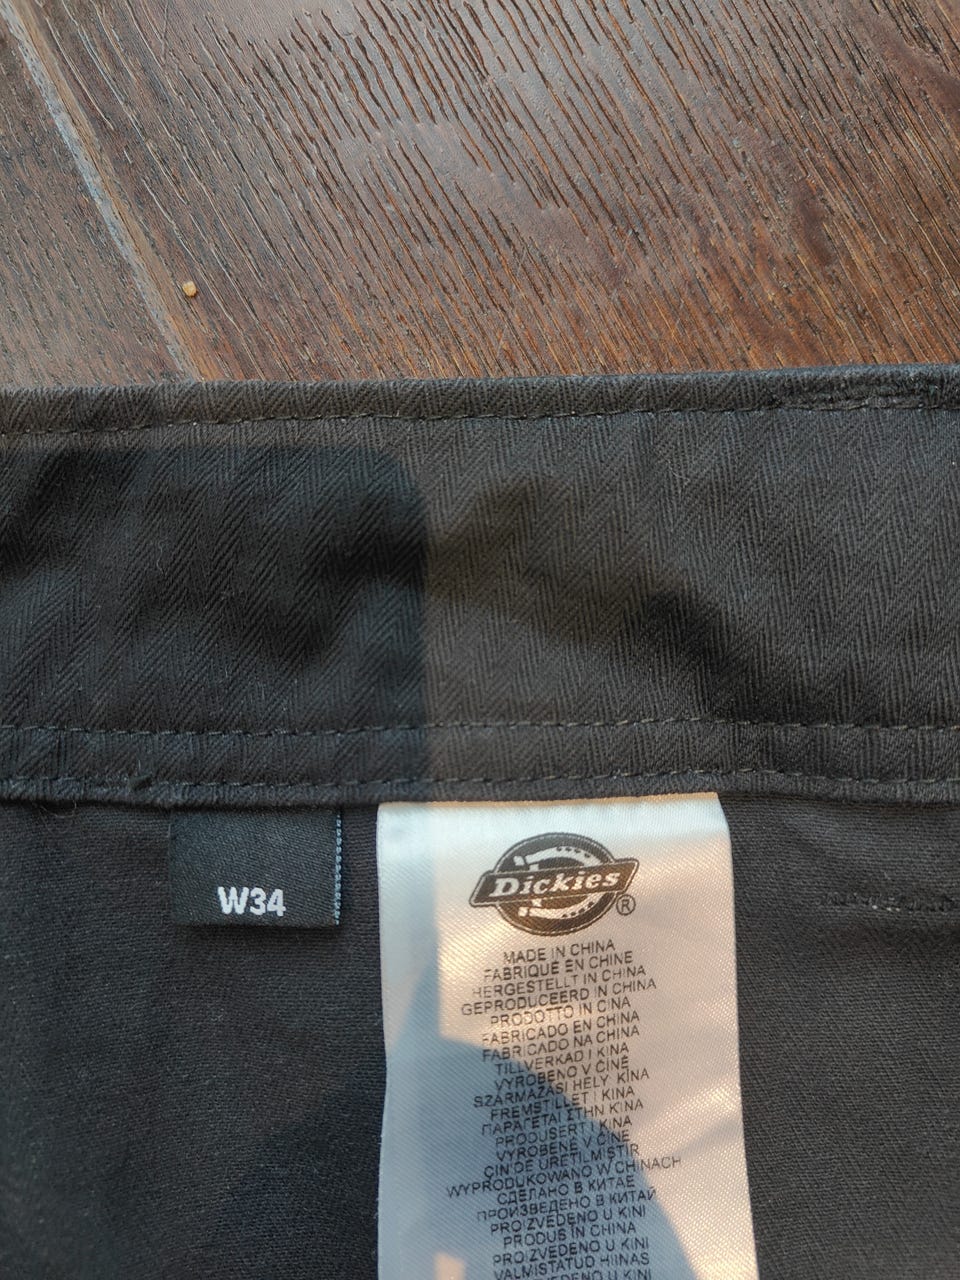 W34
Dickies
®
MADE IN CHINA
FABRIQUÉ EN CHINE
HERGESTELLT IN CHINA
GEPRODUCEERD IN CHINA
PRODOTTO IN CINA
FABRICADO EN CHINA
FABRICADO NA CHINA
TILLVERKAD I KINA
VYROBENO V ČÍNĚ
SZÁRMAZÁSI HELY KÍNA
FREMSTILLET I KINA
ΠΑΡΑΓΕΤΑΙ ΣΤΗΝ ΚΙΝΑ
PRODUSERT I KINA
VYROBENÉ V ČÍNE
ÇİN'DE ÜRETİLMİŞTİR
WYPRODUKOWANO W CHINACH
СДЕЛАНО В КИТАЕ
ПРОИЗВЕДЕНО В КИТАЙ
PROIZVEDENO U KINI
PRODUS ÎN CHINA
PROIZVEDENO U KINI
VALMISTATUD HIINAS